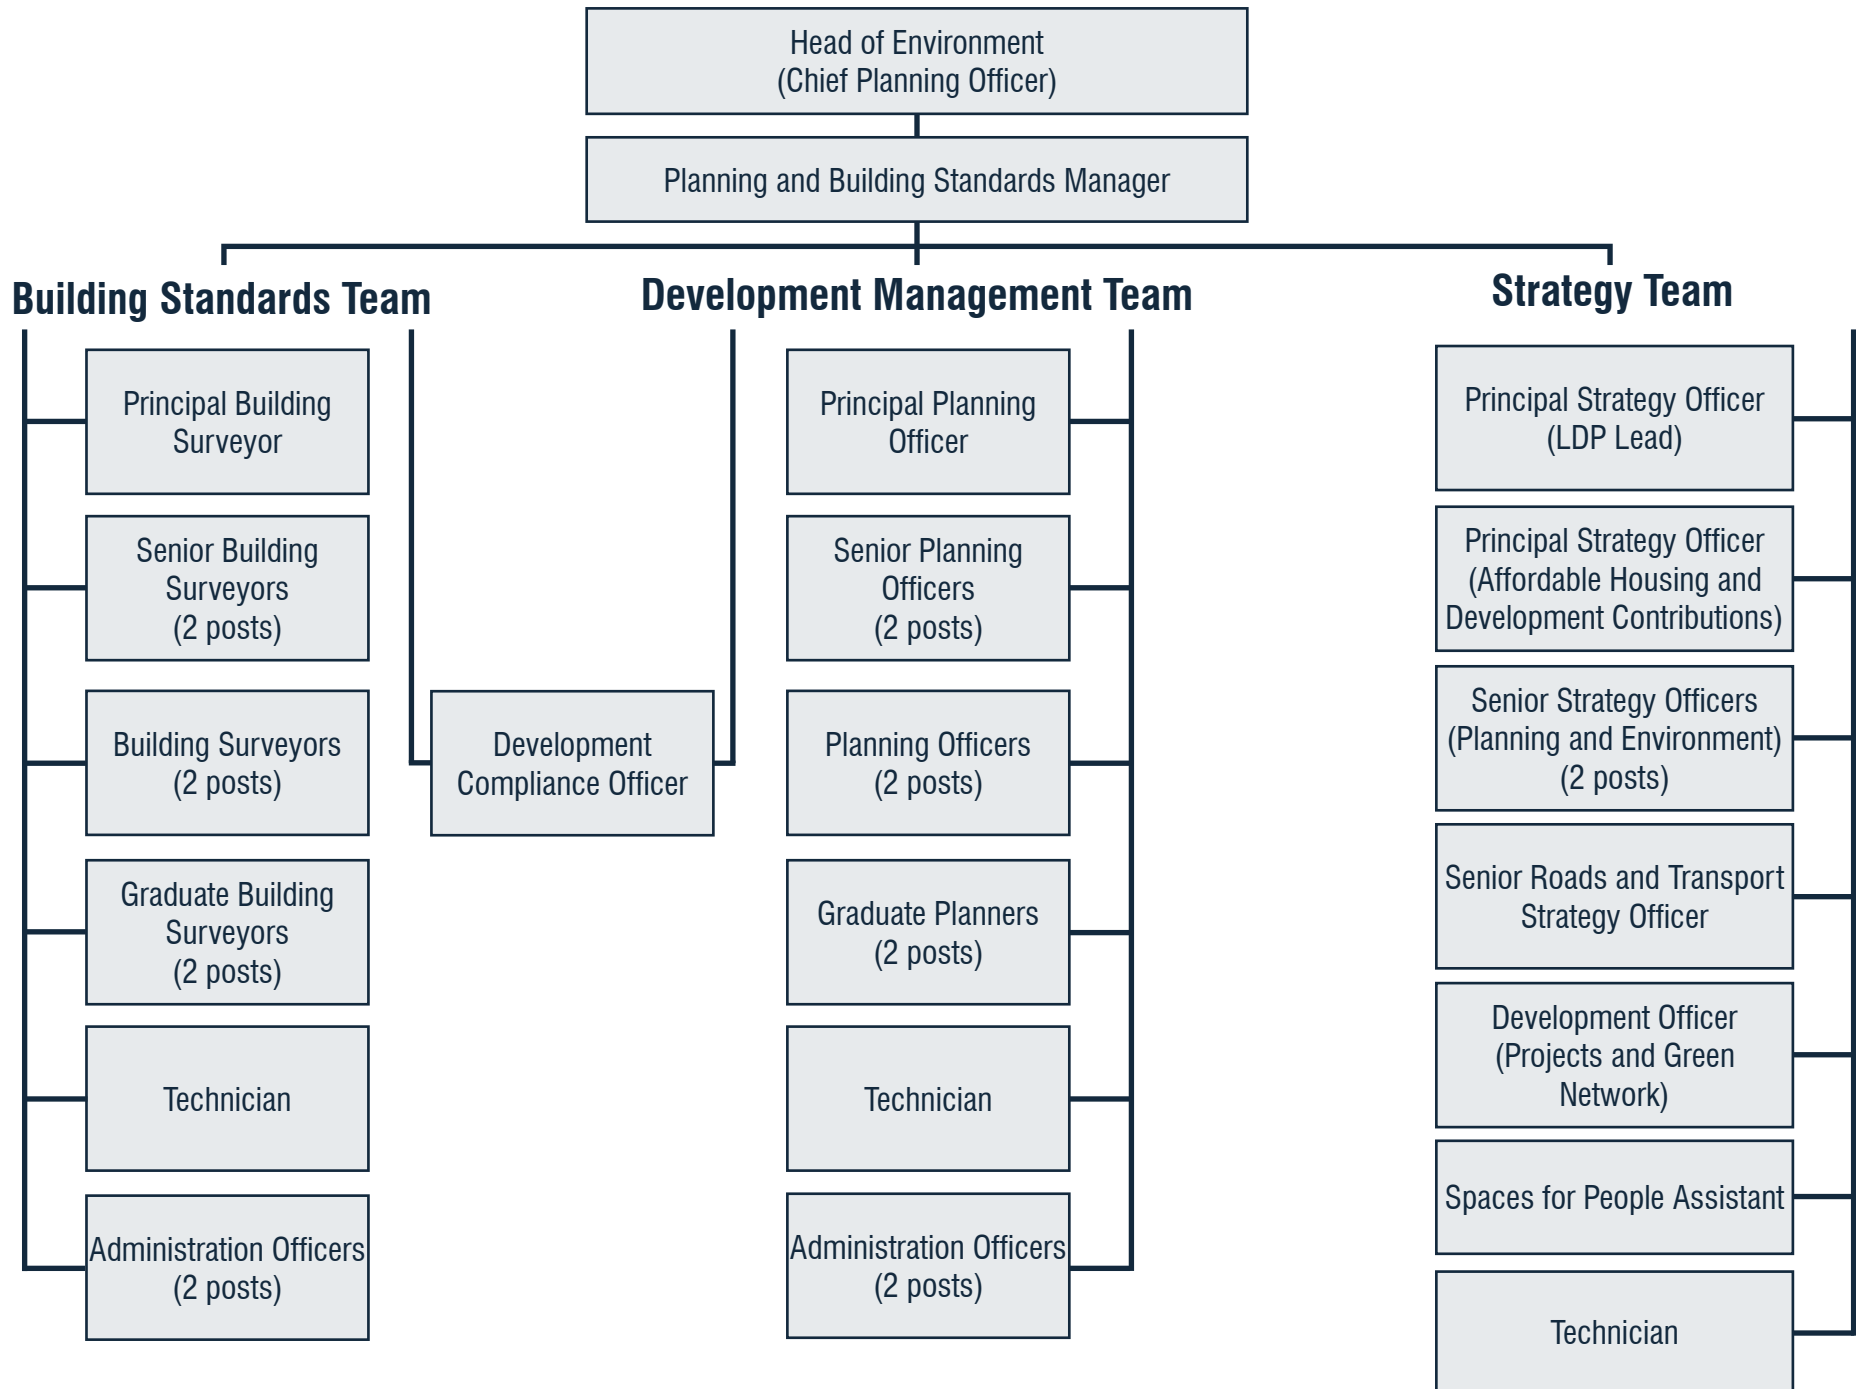 Head of Environment
(Chief Planning Officer)
Planning and Building Standards Manager
Building Standards Team
Principal Building
Surveyor
Senior Building
Surveyors
(2 posts)
Building Surveyors
(2 posts)
Graduate Building
Surveyors
(2 posts)
Technician
Administration Officers
(2 posts)
Development
Compliance Officer
Development Management Team
Principal Planning
Officer
Senior Planning
Officers
(2 posts)
Planning Officers
(2 posts)
Graduate Planners
(2 posts)
Technician
Administration Officers
(2 posts)
Strategy Team
Principal Strategy Officer
(LDP Lead)
Principal Strategy Officer
(Affordable Housing and
Development Contributions)
Senior Strategy Officers
(Planning and Environment)
(2 posts)
Senior Roads and Transport
Strategy Officer
Development Officer
(Projects and Green
Network)
Spaces for People Assistant
Technician